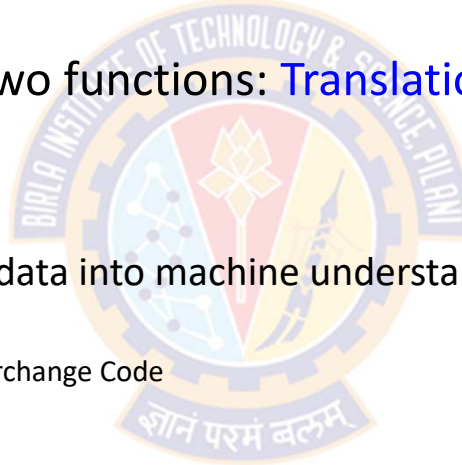 BIRLA INSTITUTE OF TECHNOLOGY & SCIENCE, PILANI
wo functions: Translatio
data into machine understa
rchange Code
ज्ञानं परमं बलम्